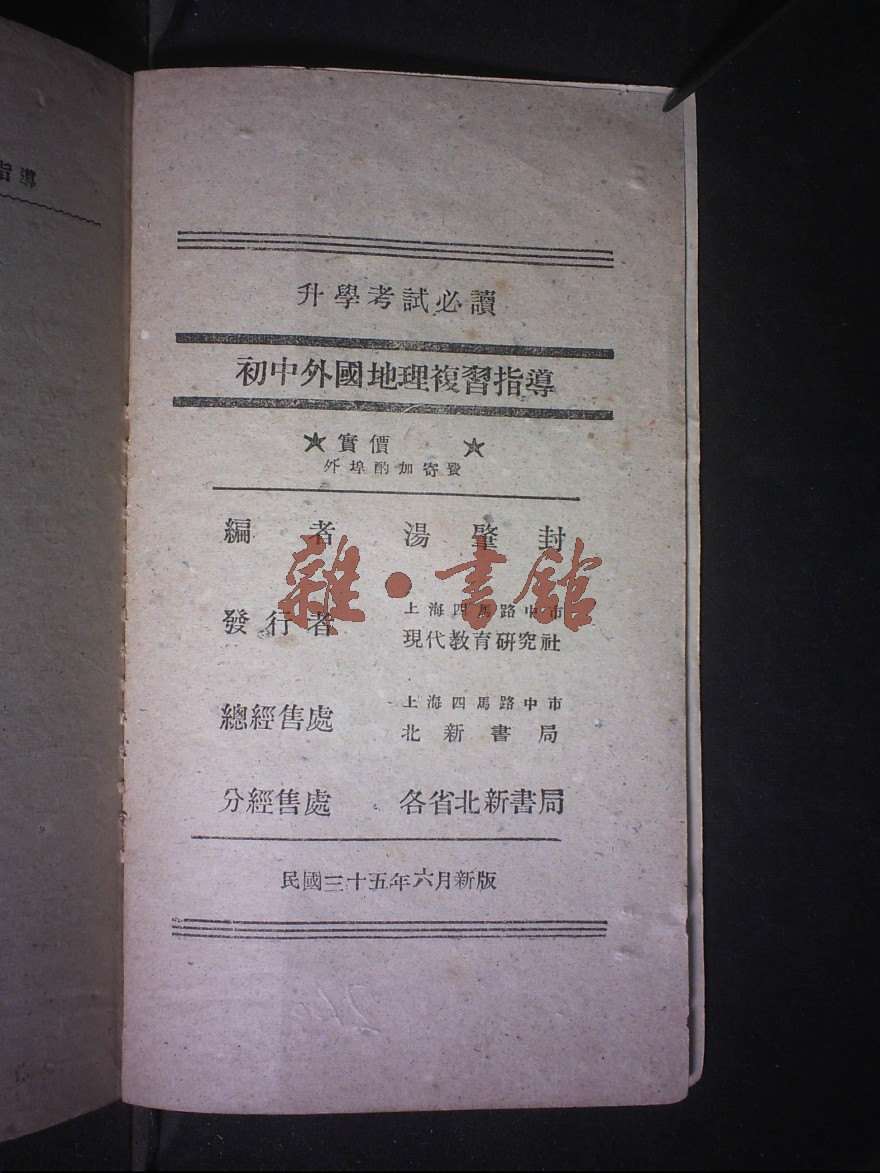 指導
升學考試必讀
初中外國地理複習指導
★實價 ★
外埠酌加寄費
編者 湯肇封
發行者 上海四馬路中市
現代教育研究社
總經售處 上海四馬路中市
北新書局
分經售處 各省北新書局
民國三十五年六月新版
雜·書館